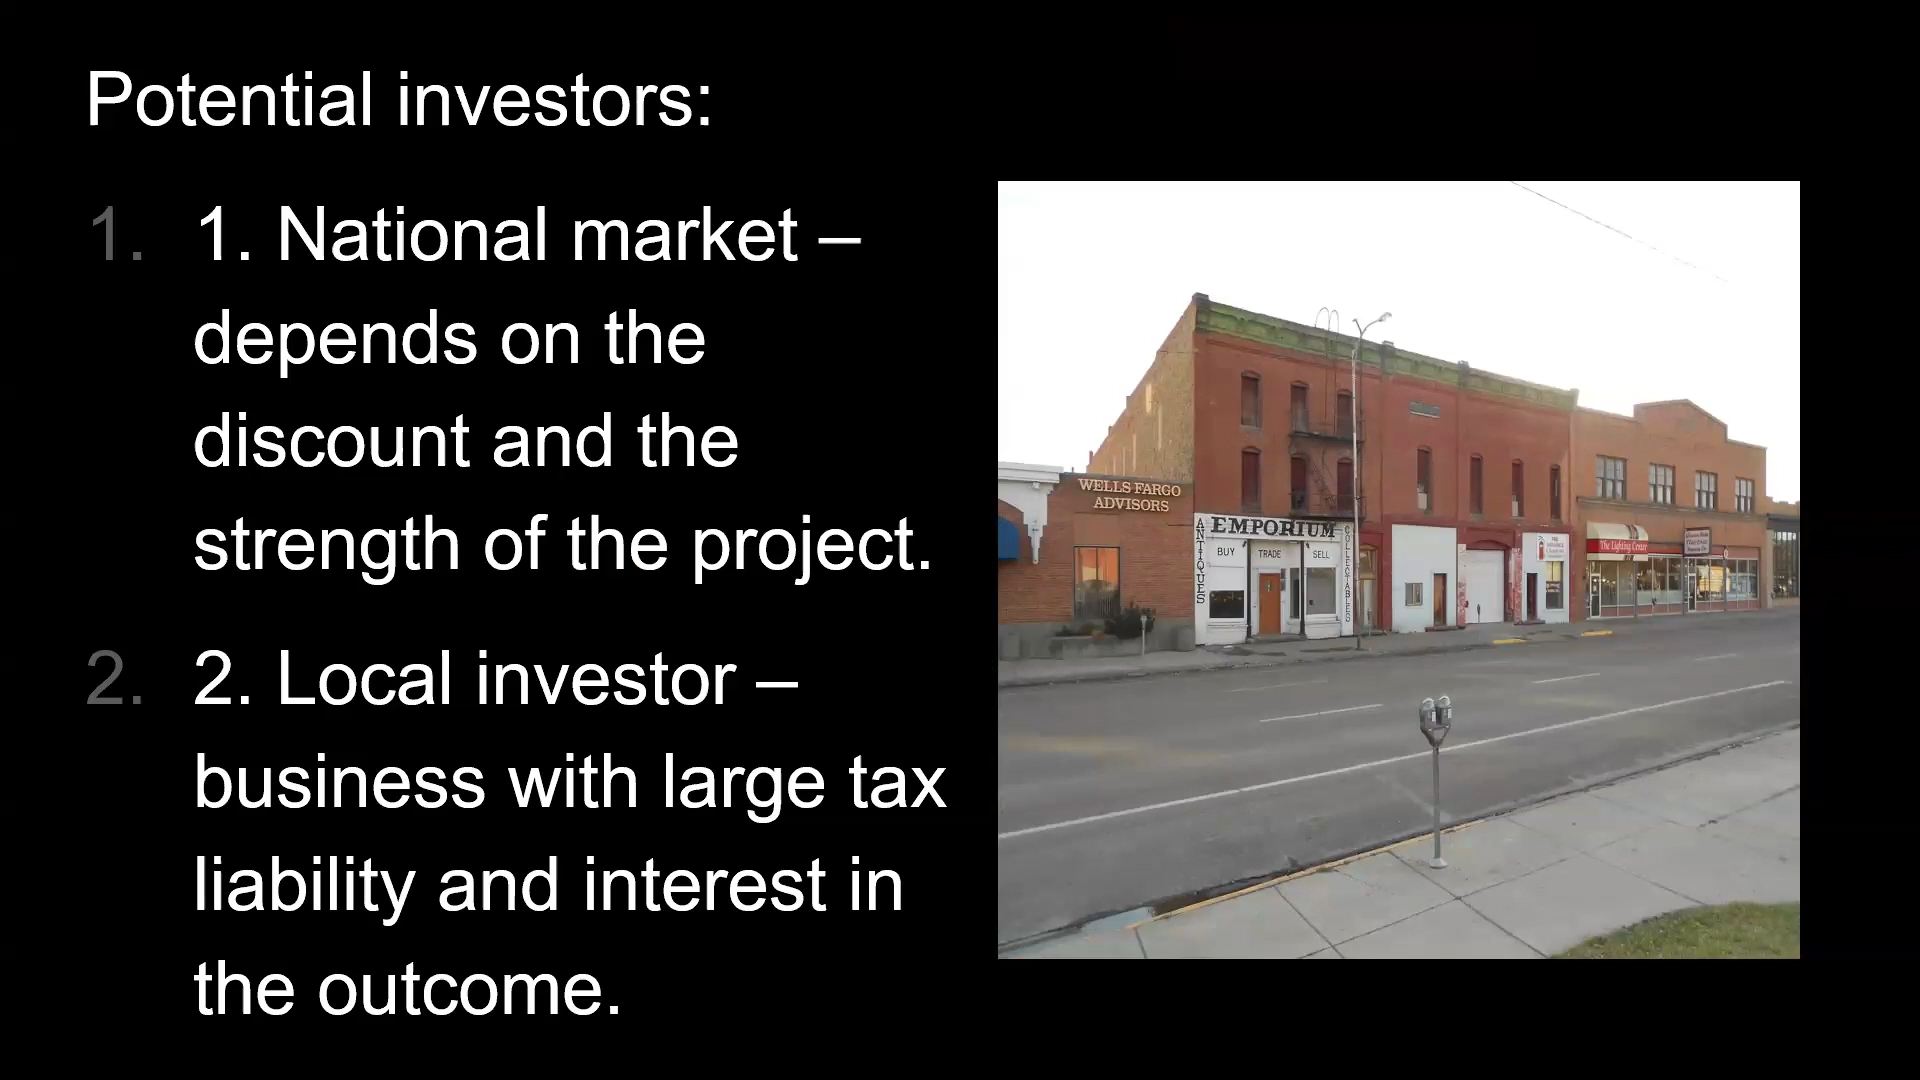 Potential investors:
1. 1. National market –
depends on the
discount and the
strength of the project.
2. 2. Local investor –
business with large tax
liability and interest in
the outcome.
WELLS FARGO
ADVISORS
EMPORIUM
ANTIQUES
BUY TRADE SELL
COLLECTABLES
The Lighting Center